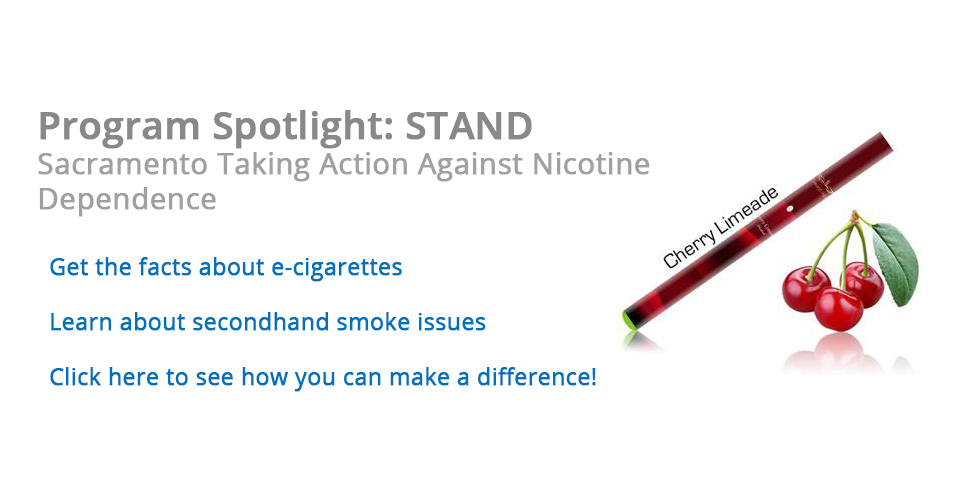 Program Spotlight: STAND
Sacramento Taking Action Against Nicotine
Dependence
Get the facts about e-cigarettes
Learn about secondhand smoke issues
Click here to see how you can make a difference!
Cherry Limeade